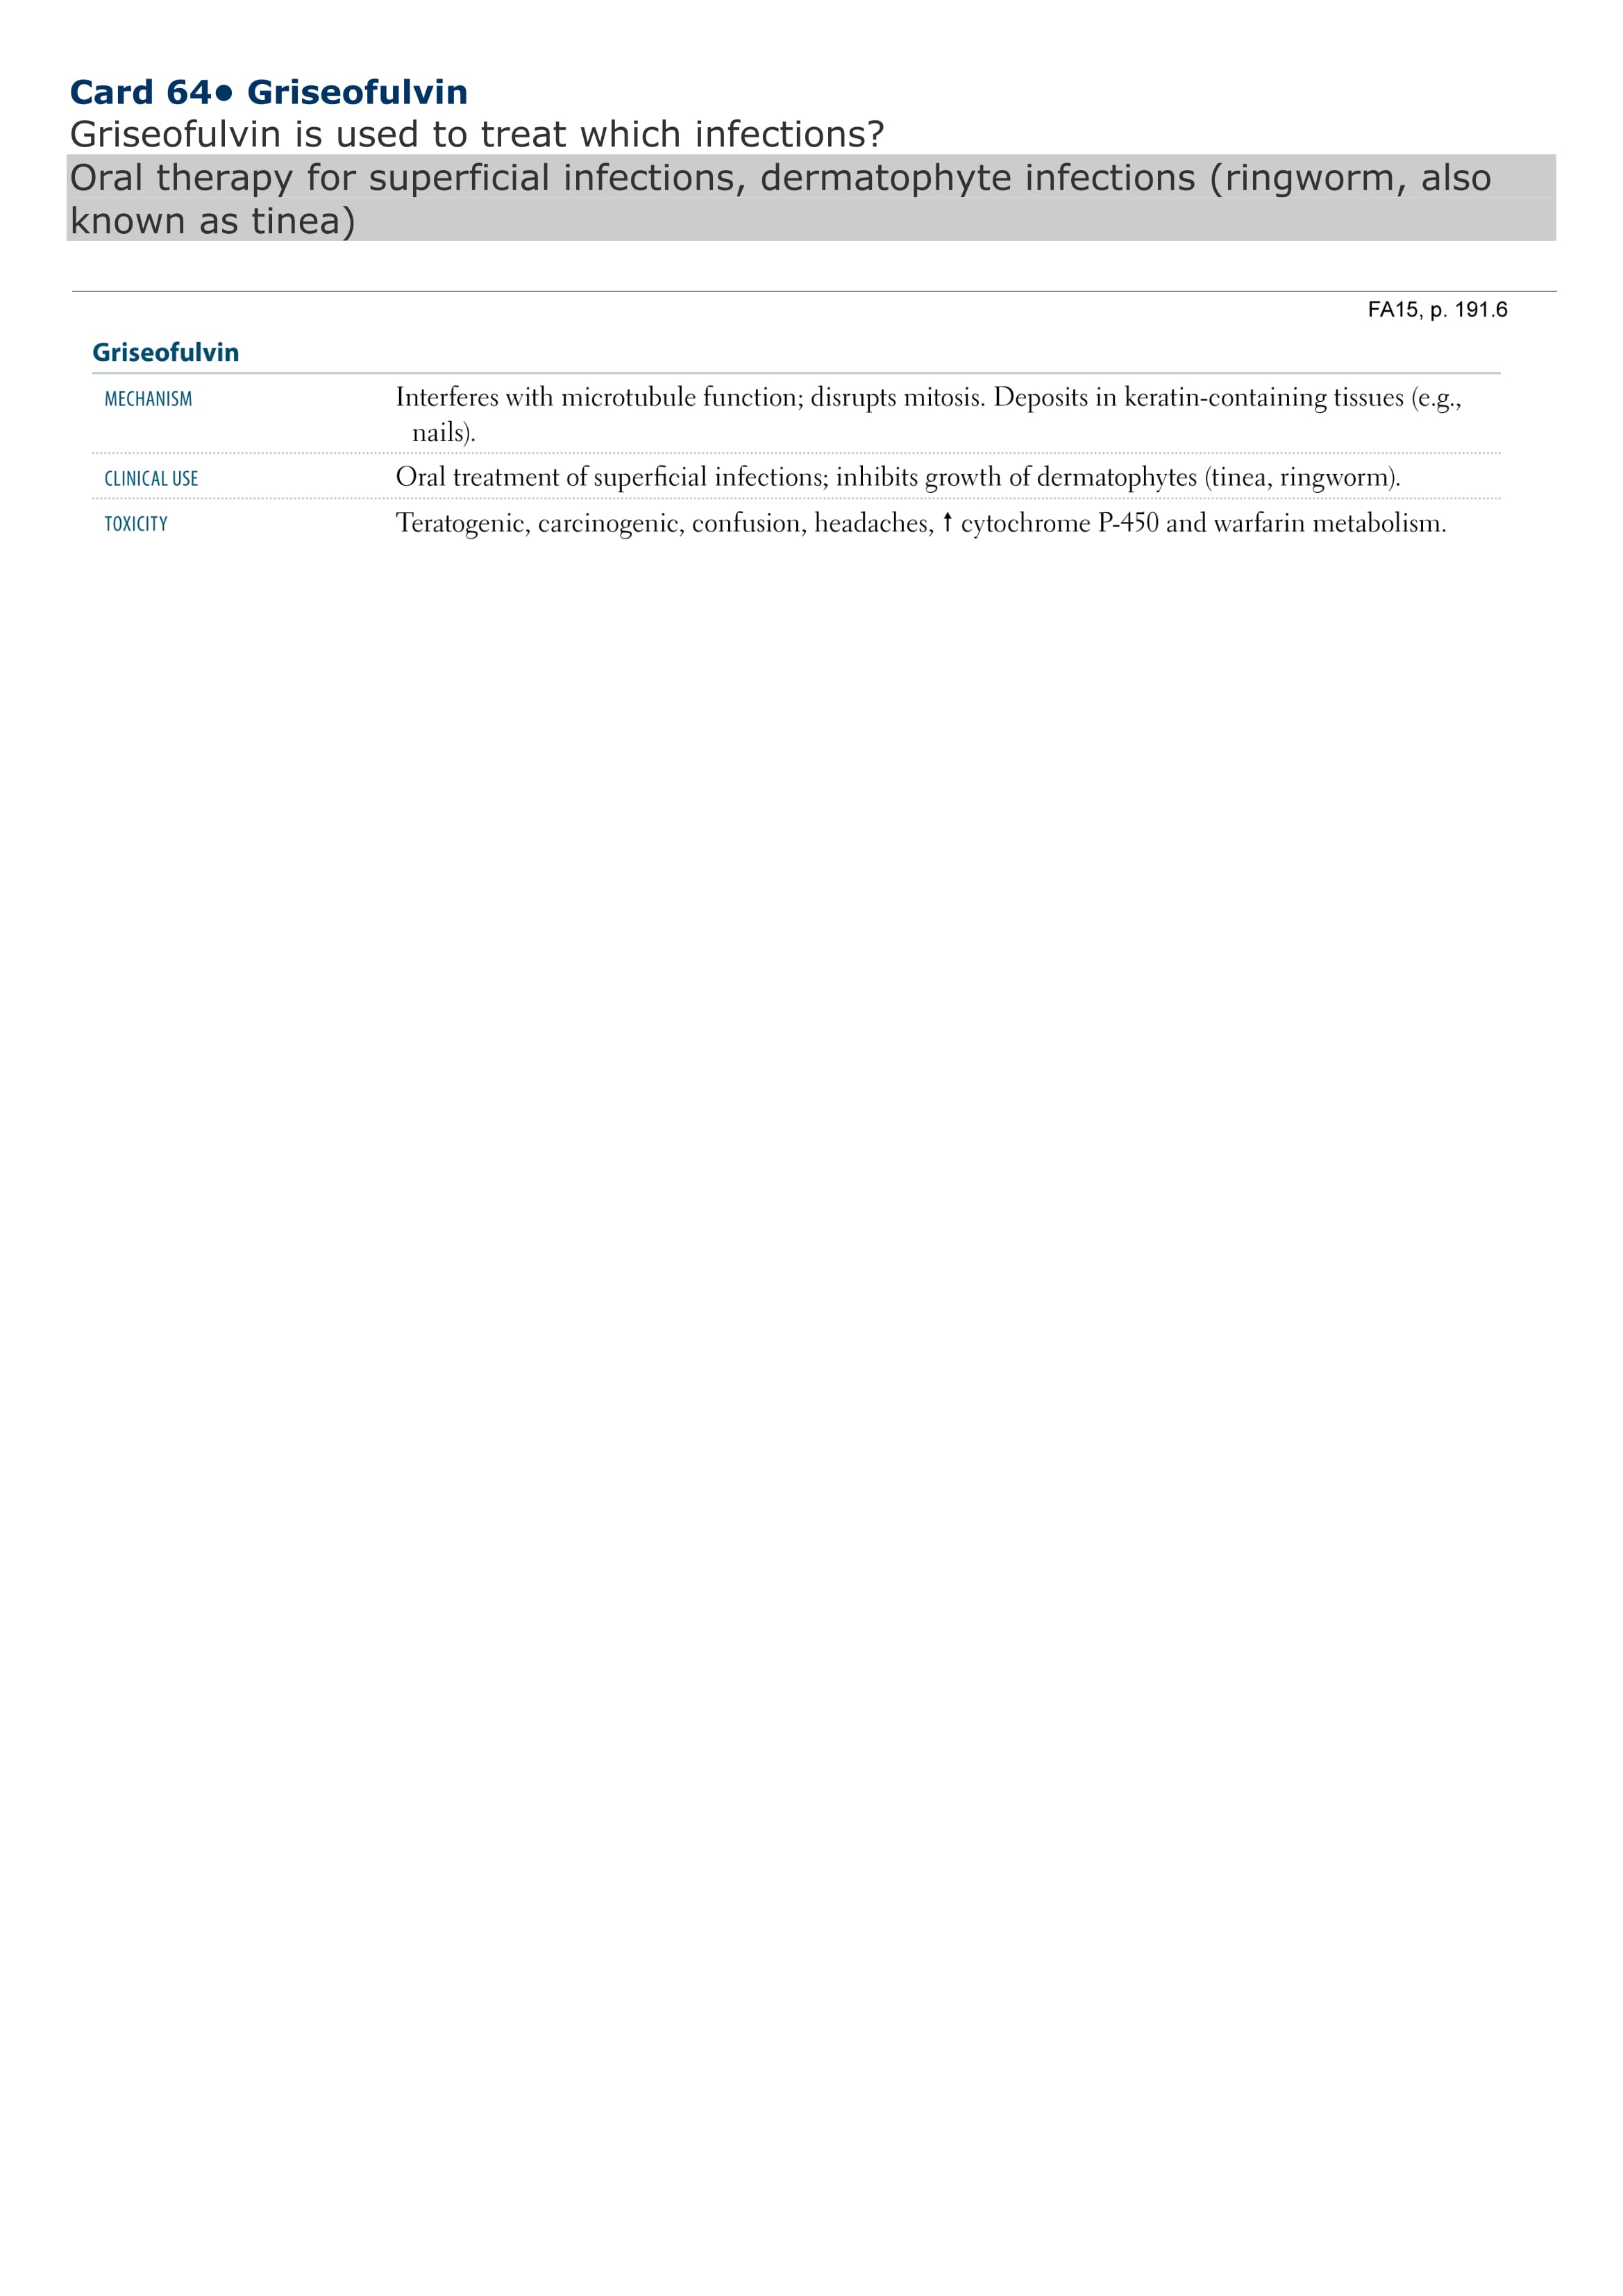 Card 64● Griseofulvin
Griseofulvin is used to treat which infections?
Oral therapy for superficial infections, dermatophyte infections (ringworm, also
known as tinea)
FA15, p. 191.6
Griseofulvin
MECHANISM Interferes with microtubule function; disrupts mitosis. Deposits in keratin-containing tissues (e.g.,
nails).
CLINICAL USE Oral treatment of superficial infections; inhibits growth of dermatophytes (tinea, ringworm).
TOXICITY Teratogenic, carcinogenic, confusion, headaches, ↑ cytochrome P-450 and warfarin metabolism.